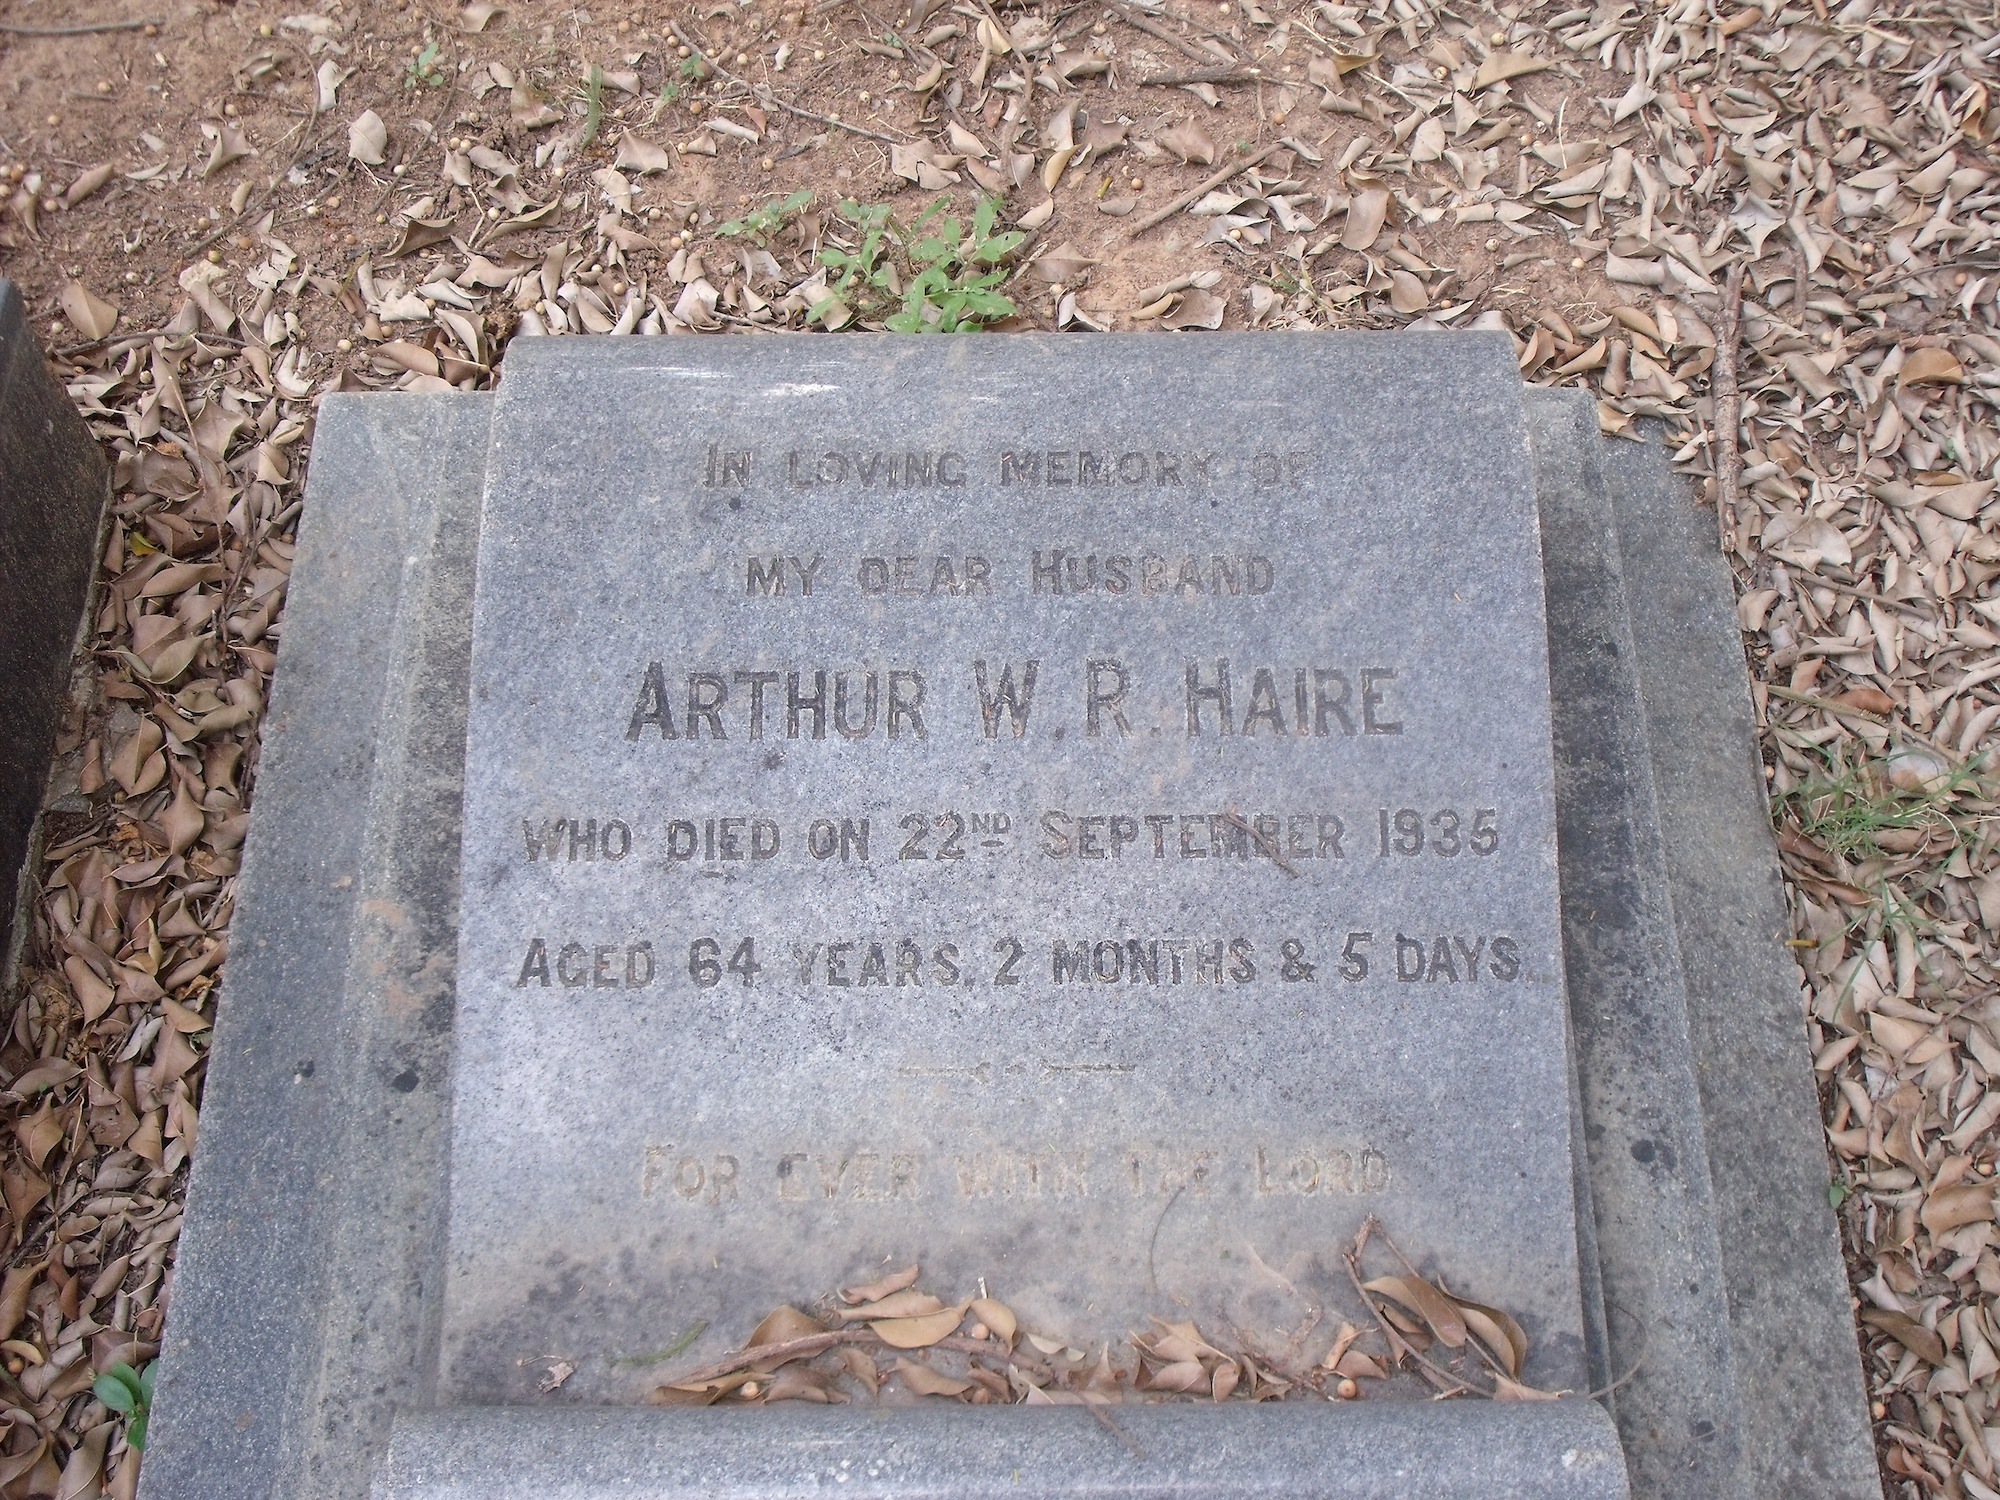 IN LOVING MEMORY OF
MY DEAR HUSBAND
ARTHUR W. R. HAIRE
WHO DIED ON 22ND SEPTEMBER 1935
AGED 64 YEARS, 2 MONTHS & 5 DAYS.
FOR EVER WITH THE LORD.